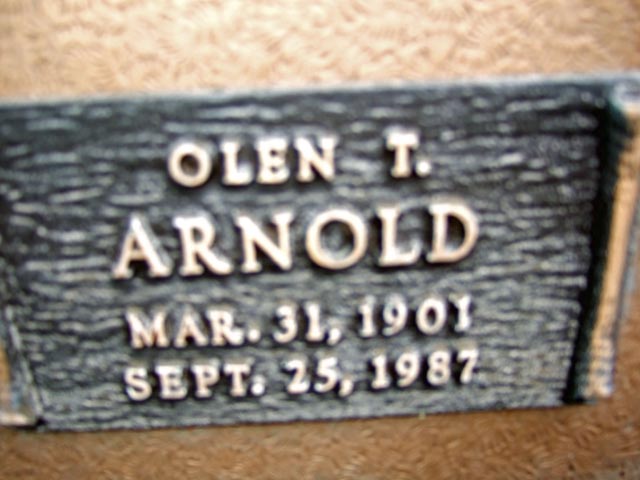 OLEN T.
ARNOLD
MAR. 31, 1901
SEPT. 25, 1987